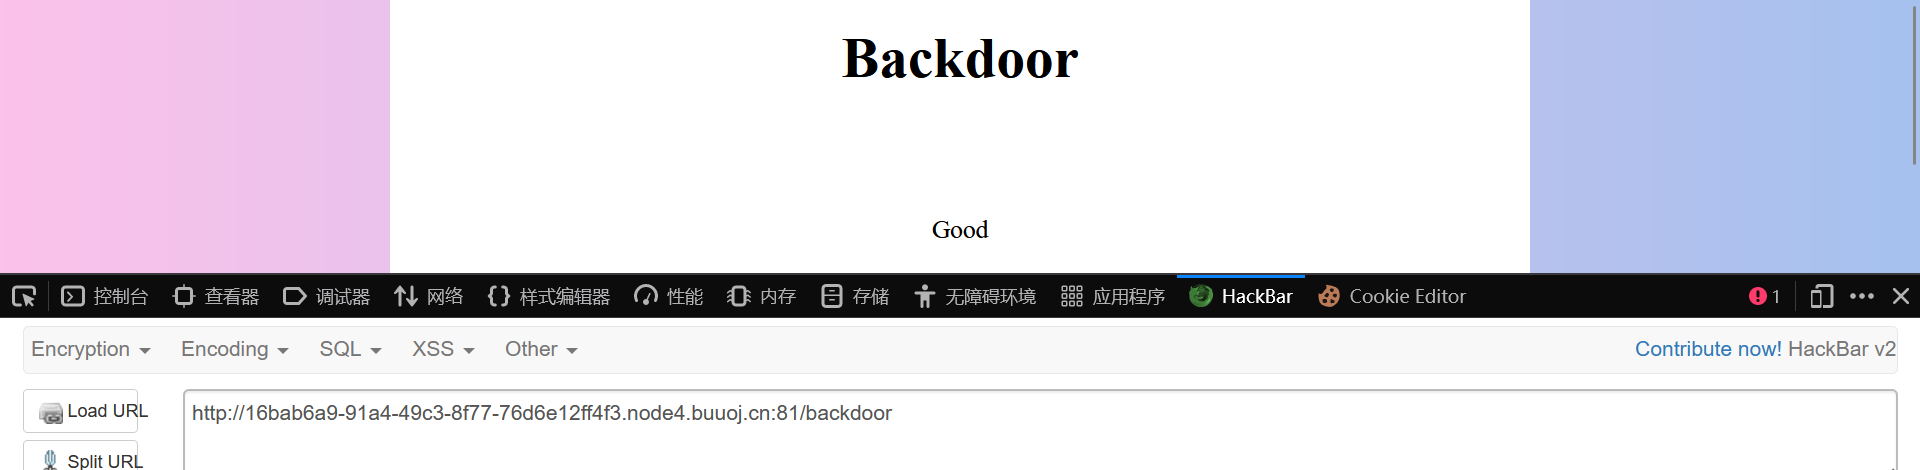 Backdoor
Good
控制台 查看器 调试器 网络 样式编辑器 性能 内存 存储 无障碍环境 应用程序 HackBar Cookie Editor 1
Encryption Encoding SQL XSS Other Contribute now! HackBar v2
Load URL http://16bab6a9-91a4-49c3-8f77-76d6e12ff4f3.node4.buuoj.cn:81/backdoor
Split URL